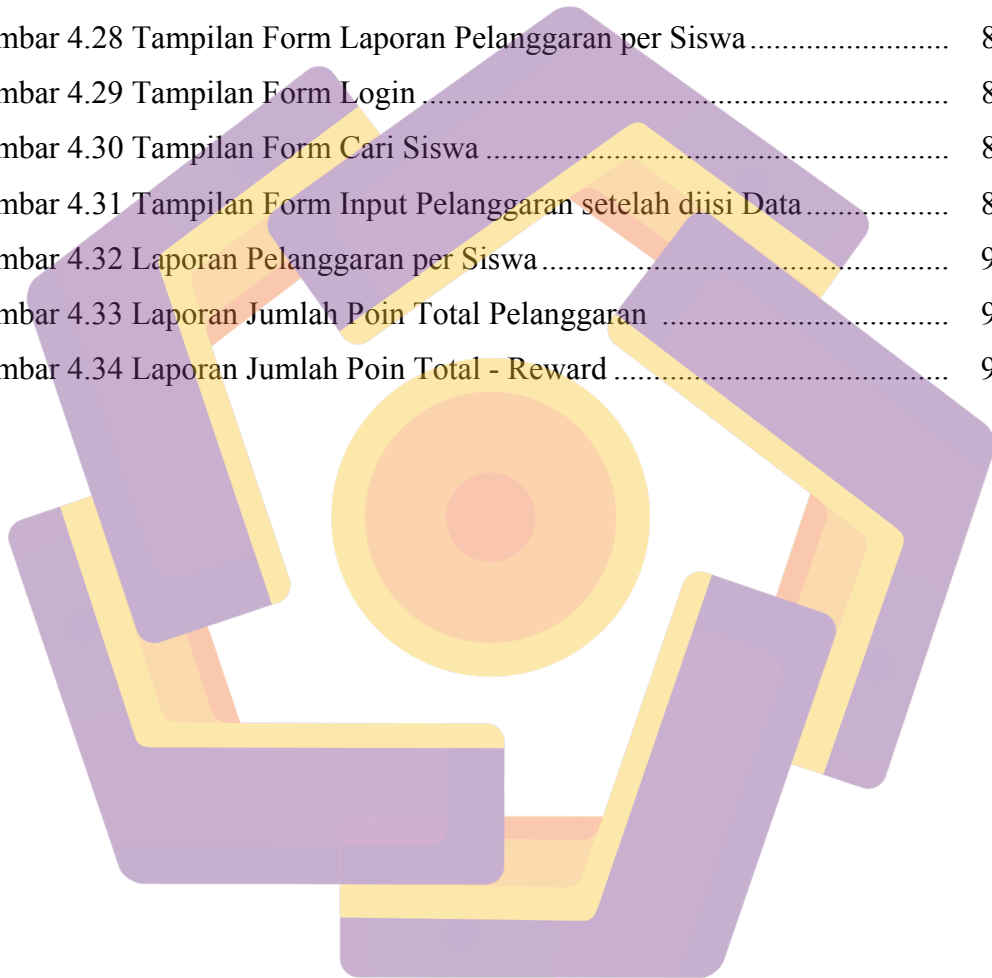 mbar 4.28 Tampilan Form Laporan Pelanggaran per Siswa ........................ 8
mbar 4.29 Tampilan Form Login ................................................................ 8
mbar 4.30 Tampilan Form Cari Siswa ........................................................ 8
mbar 4.31 Tampilan Form Input Pelanggaran setelah diisi Data ................. 8
mbar 4.32 Laporan Pelanggaran per Siswa ................................................. 9
mbar 4.33 Laporan Jumlah Poin Total Pelanggaran ................................... 9
mbar 4.34 Laporan Jumlah Poin Total - Reward ......................................... 9